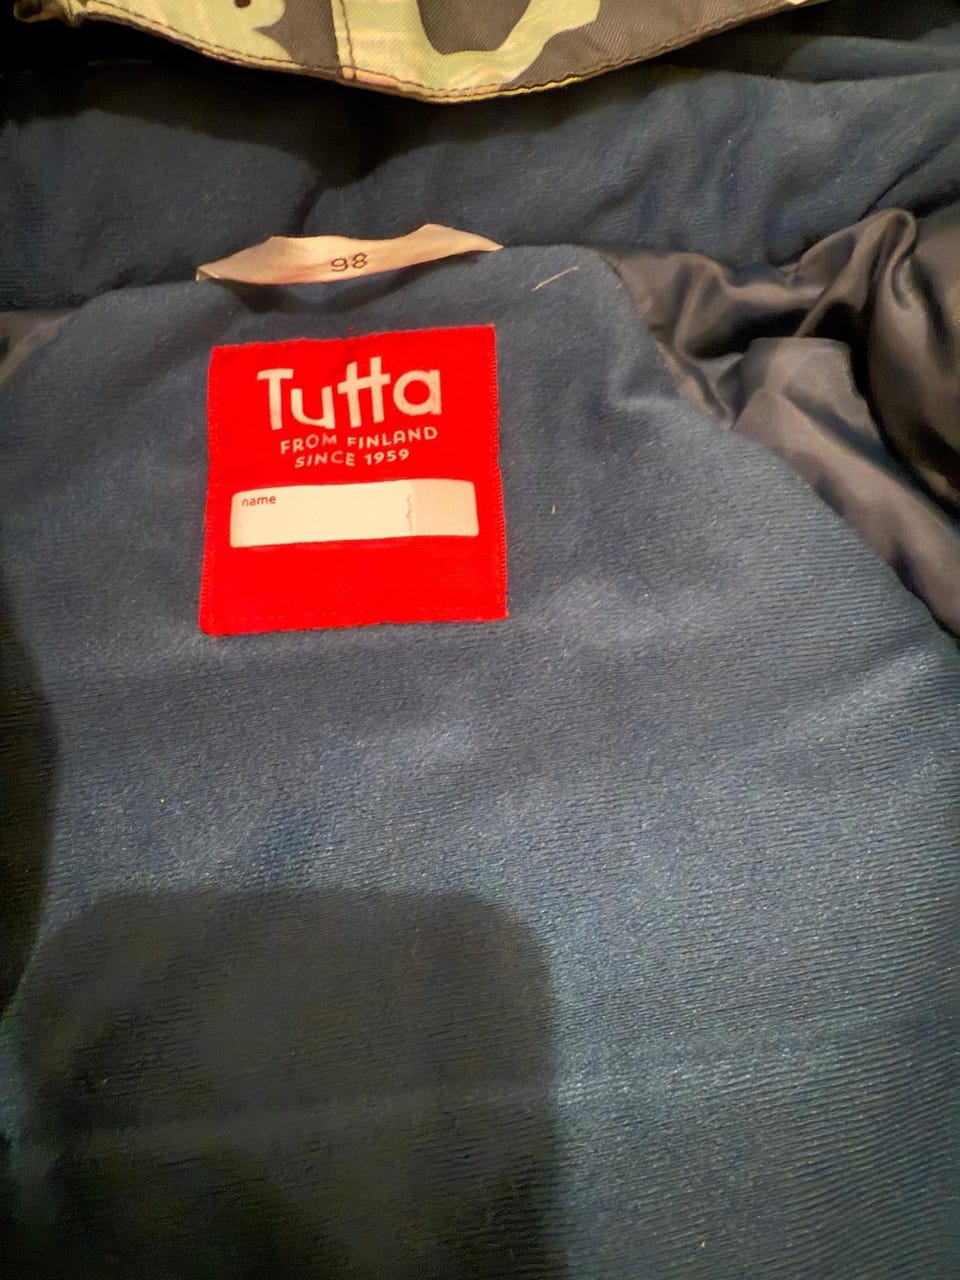 98
Tutta
FROM FINLAND
SINCE 1959
name